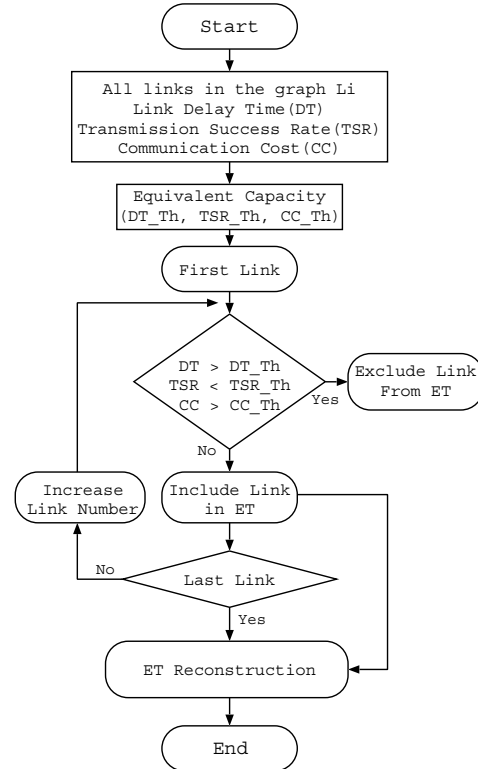 Start
All links in the graph Li
Link Delay Time(DT)
Transmission Success Rate(TSR)
Communication Cost(CC)
Equivalent Capacity
(DT_Th, TSR_Th, CC_Th)
First Link
DT > DT_Th
TSR < TSR_Th
CC > CC_Th
Yes
Exclude Link
From ET
No
Increase
Link Number
Include Link
in ET
No
Last Link
Yes
ET Reconstruction
End